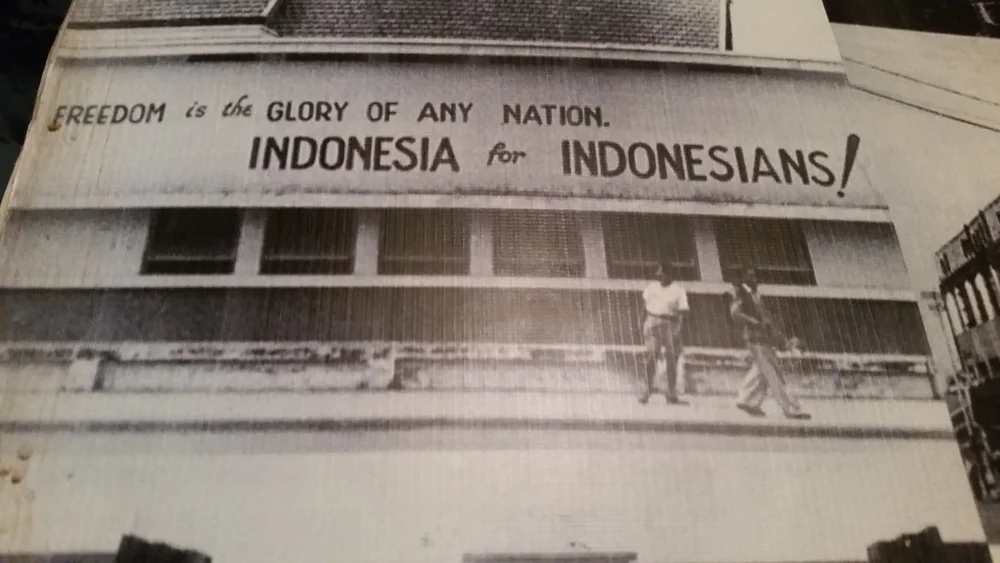 FREEDOM is the GLORY OF ANY NATION.
INDONESIA for INDONESIANS!